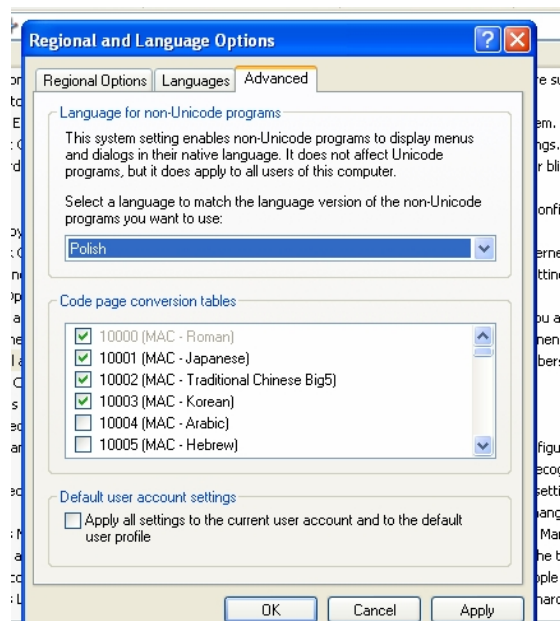 Regional and Language Options
Regional Options Languages Advanced
Language for non-Unicode programs
This system setting enables non-Unicode programs to display menus
and dialogs in their native language. It does not affect Unicode
programs, but it does apply to all users of this computer.
Select a language to match the language version of the non-Unicode
programs you want to use:
Polish
Code page conversion tables
10000 (MAC - Roman)
10001 (MAC - Japanese)
10002 (MAC - Traditional Chinese Big5)
10003 (MAC - Korean)
10004 (MAC - Arabic)
10005 (MAC - Hebrew)
Default user account settings
Apply all settings to the current user account and to the default
user profile
OK Cancel Apply